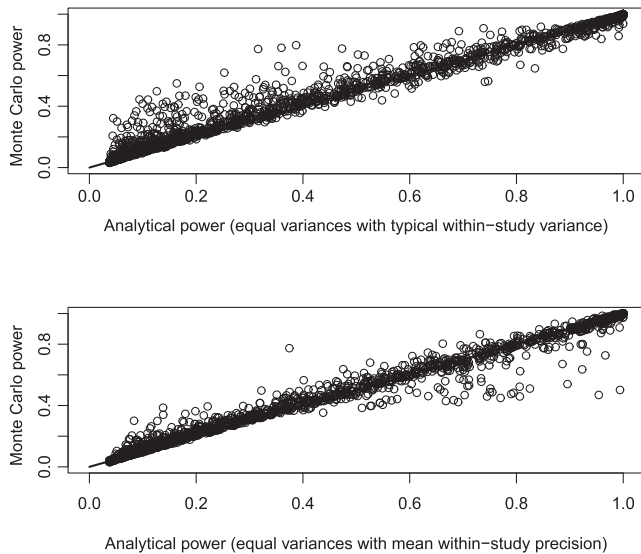 Monte Carlo power
0.8
0.4
0.0
0.0 0.2 0.4 0.6 0.8 1.0
Analytical power (equal variances with typical within−study variance)
Monte Carlo power
0.8
0.4
0.0
0.0 0.2 0.4 0.6 0.8 1.0
Analytical power (equal variances with mean within−study precision)